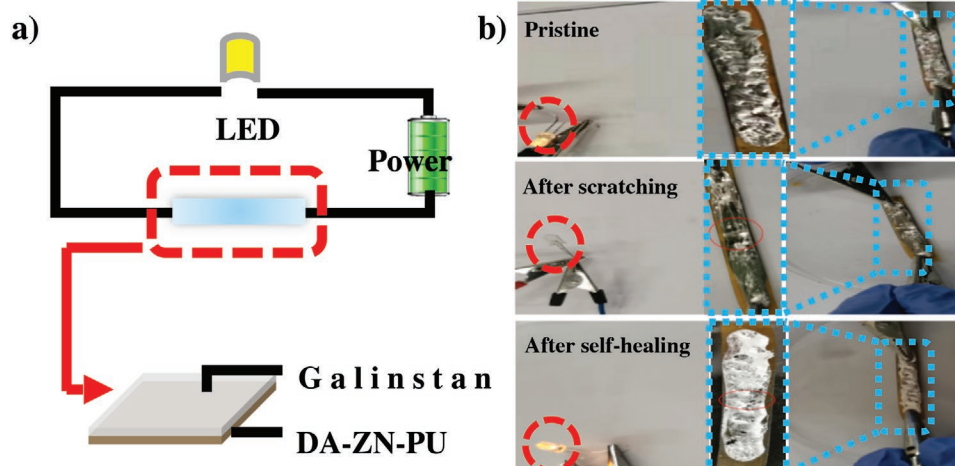 a)
LED
Power
Galinstan
DA-ZN-PU
b)
Pristine
After scratching
After self-healing